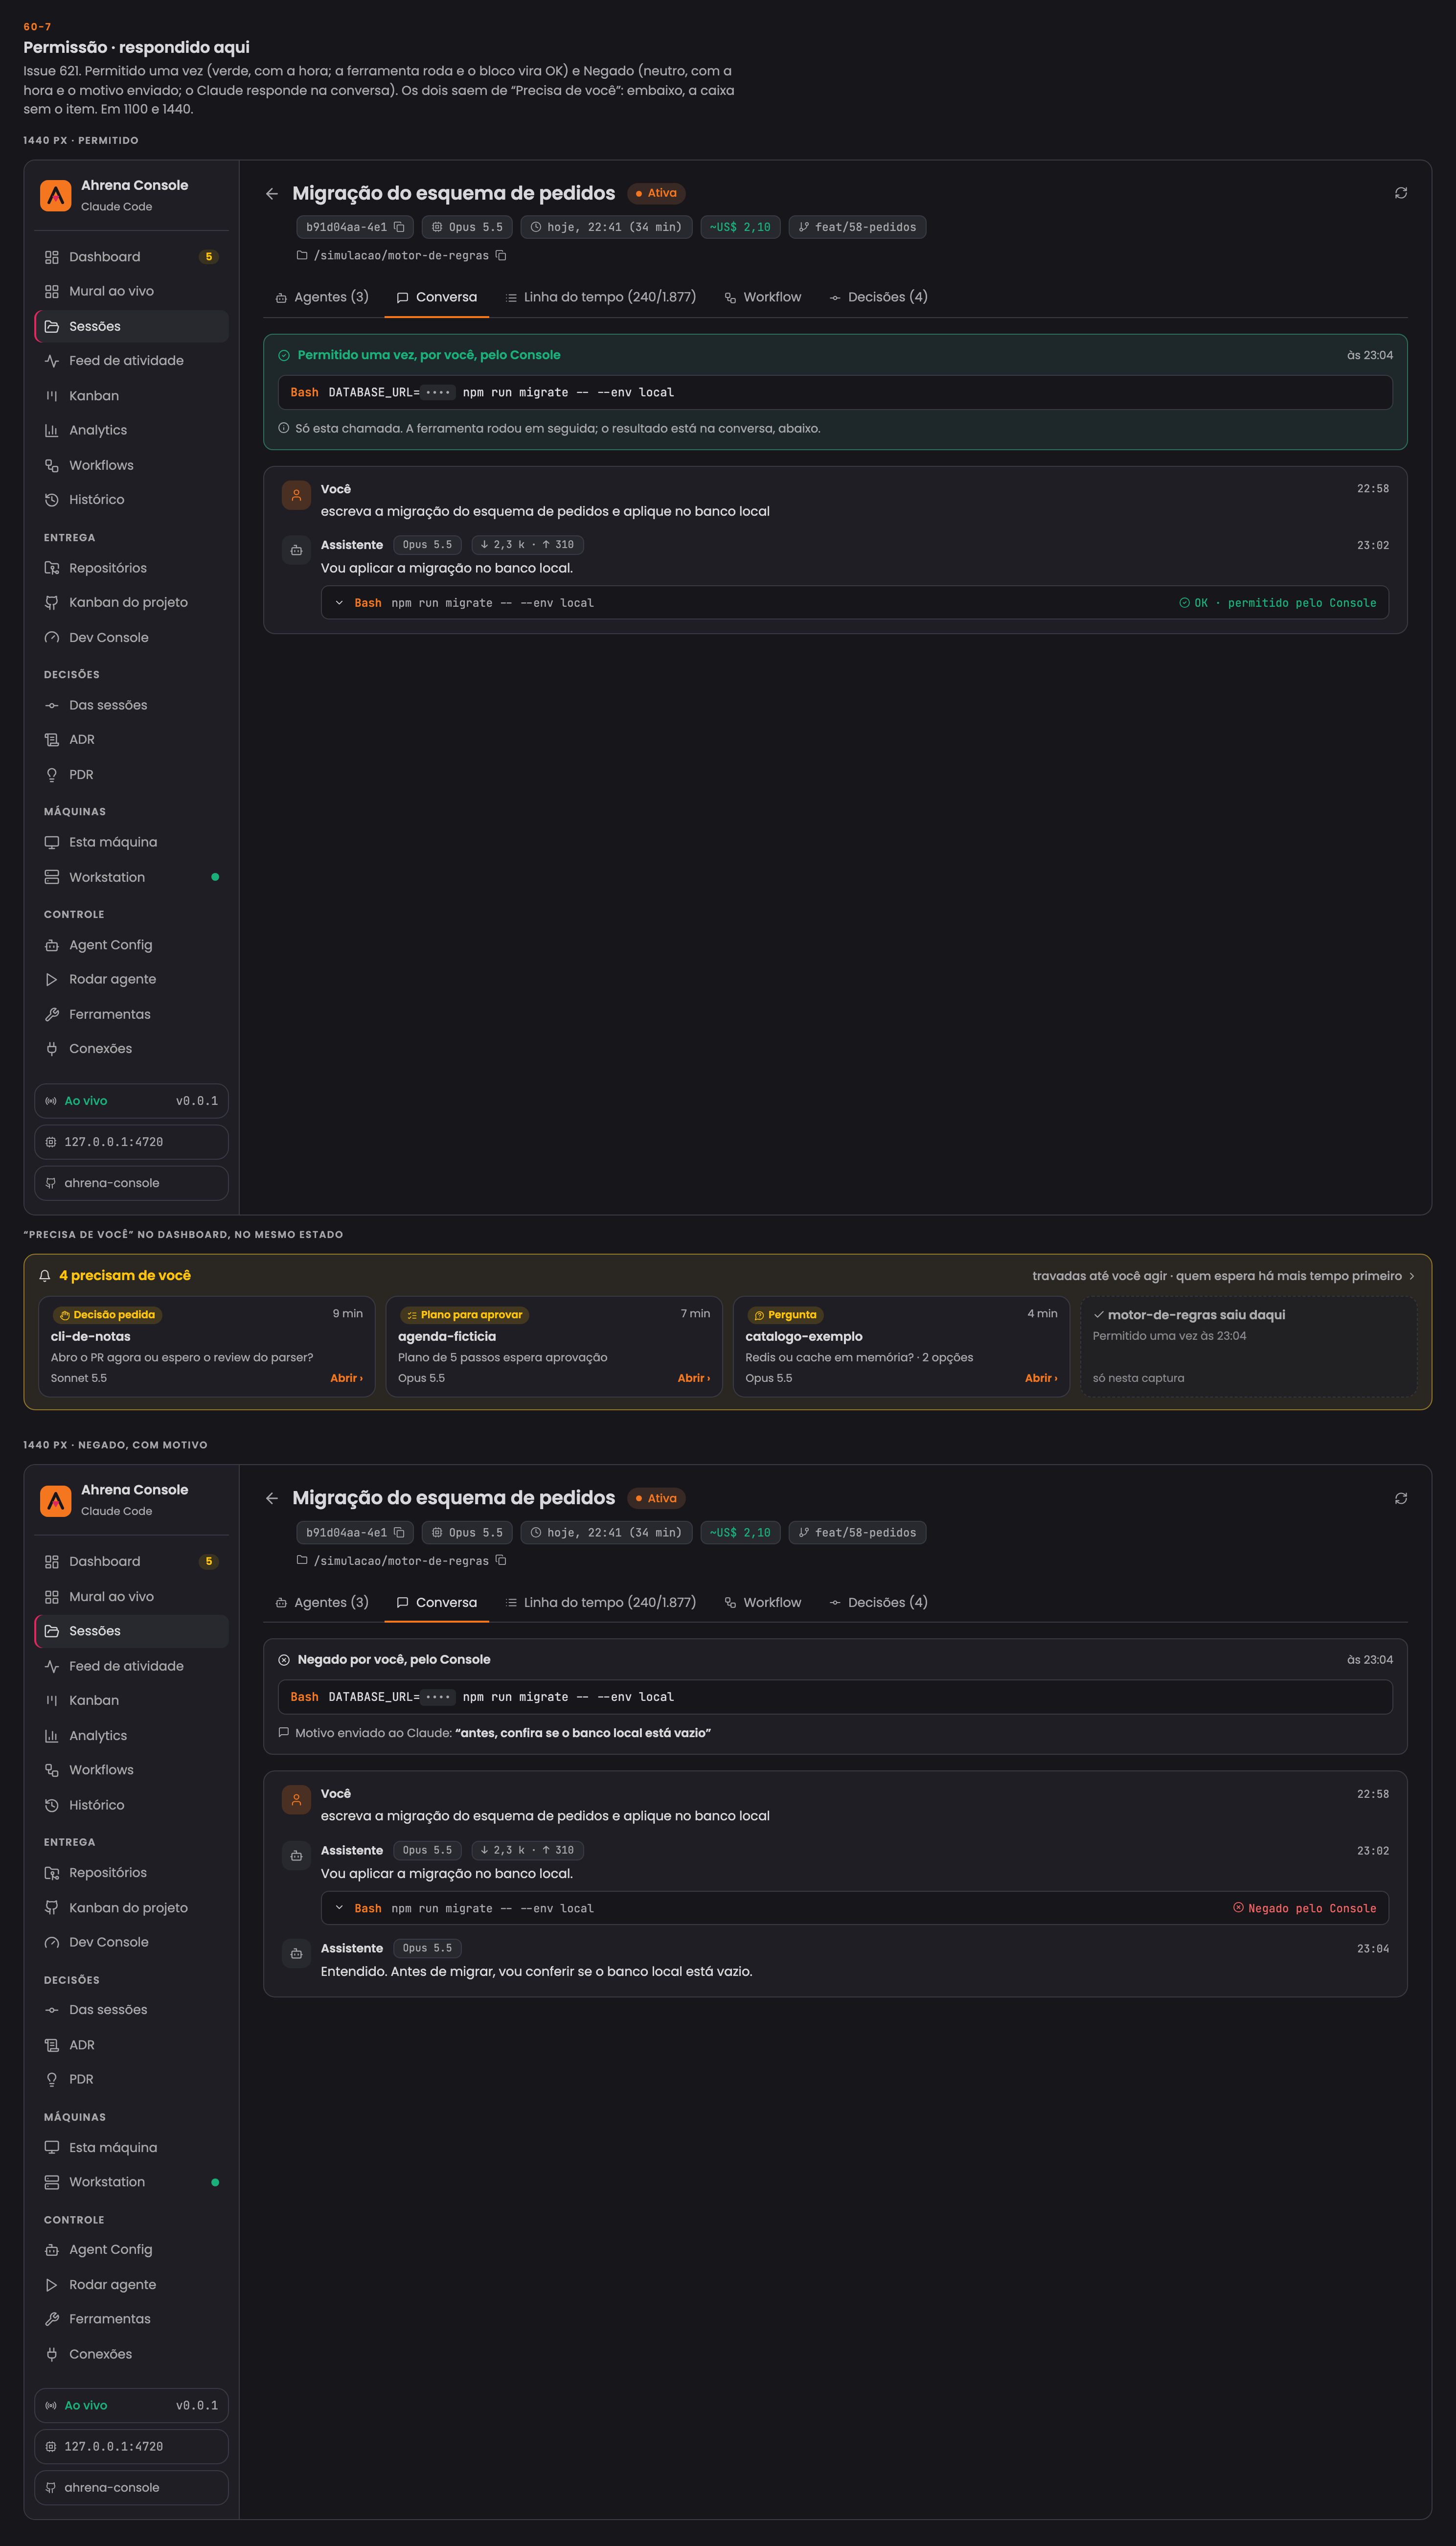 60-7
Permissão · respondido aqui
Issue 621. Permitido uma vez (verde, com a hora; a ferramenta roda e o bloco vira OK) e Negado (neutro, com a
hora e o motivo enviado; o Claude responde na conversa). Os dois saem de “Precisa de você”: embaixo, a caixa
sem o item. Em 1100 e 1440.
1440 PX · PERMITIDO
Ahrena Console
Claude Code
Dashboard 5
Mural ao vivo
Sessões
Feed de atividade
Kanban
Analytics
Workflows
Histórico
ENTREGA
Repositórios
Kanban do projeto
Dev Console
DECISÕES
Das sessões
ADR
PDR
MÁQUINAS
Esta máquina
Workstation
CONTROLE
Agent Config
Rodar agente
Ferramentas
Conexões
Ao vivo v0.0.1
127.0.0.1:4720
ahrena-console
Migração do esquema de pedidos Ativa
b91d04aa-4e1 Opus 5.5 hoje, 22:41 (34 min) ~US$ 2,10 feat/58-pedidos
/simulacao/motor-de-regras
Agentes (3) Conversa Linha do tempo (240/1.877) Workflow Decisões (4)
Permitido uma vez, por você, pelo Console às 23:04
Bash DATABASE_URL=•••• npm run migrate -- --env local
Só esta chamada. A ferramenta rodou em seguida; o resultado está na conversa, abaixo.
Você 22:58
escreva a migração do esquema de pedidos e aplique no banco local
Assistente Opus 5.5 ↓ 2,3 k · ↑ 310 23:02
Vou aplicar a migração no banco local.
Bash npm run migrate -- --env local OK · permitido pelo Console
“PRECISA DE VOCÊ” NO DASHBOARD, NO MESMO ESTADO
4 precisam de você travadas até você agir · quem espera há mais tempo primeiro ›
Decisão pedida 9 min
cli-de-notas
Abro o PR agora ou espero o review do parser?
Sonnet 5.5 Abrir ›
Plano para aprovar 7 min
agenda-ficticia
Plano de 5 passos espera aprovação
Opus 5.5 Abrir ›
Pergunta 4 min
catalogo-exemplo
Redis ou cache em memória? · 2 opções
Opus 5.5 Abrir ›
motor-de-regras saiu daqui
Permitido uma vez às 23:04
só nesta captura
1440 PX · NEGADO, COM MOTIVO
Ahrena Console
Claude Code
Dashboard 5
Mural ao vivo
Sessões
Feed de atividade
Kanban
Analytics
Workflows
Histórico
ENTREGA
Repositórios
Kanban do projeto
Dev Console
DECISÕES
Das sessões
ADR
PDR
MÁQUINAS
Esta máquina
Workstation
CONTROLE
Agent Config
Rodar agente
Ferramentas
Conexões
Ao vivo v0.0.1
127.0.0.1:4720
ahrena-console
Migração do esquema de pedidos Ativa
b91d04aa-4e1 Opus 5.5 hoje, 22:41 (34 min) ~US$ 2,10 feat/58-pedidos
/simulacao/motor-de-regras
Agentes (3) Conversa Linha do tempo (240/1.877) Workflow Decisões (4)
Negado por você, pelo Console às 23:04
Bash DATABASE_URL=•••• npm run migrate -- --env local
Motivo enviado ao Claude: “antes, confira se o banco local está vazio”
Você 22:58
escreva a migração do esquema de pedidos e aplique no banco local
Assistente Opus 5.5 ↓ 2,3 k · ↑ 310 23:02
Vou aplicar a migração no banco local.
Bash npm run migrate -- --env local Negado pelo Console
Assistente Opus 5.5 23:04
Entendido. Antes de migrar, vou conferir se o banco local está vazio.